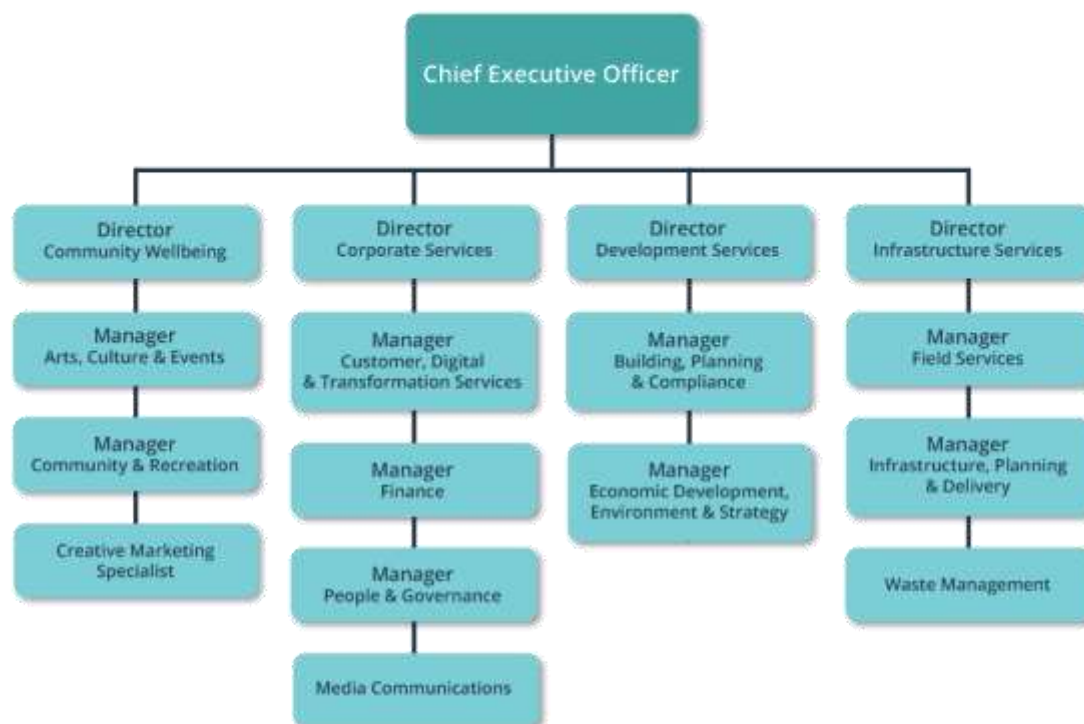 Chief Executive Officer
Director
Community Wellbeing
Manager
Arts, Culture & Events
Manager
Community & Recreation
Creative Marketing
Specialist
Director
Corporate Services
Manager
Customer, Digital
& Transformation Services
Manager
Finance
Manager
People & Governance
Media Communications
Director
Development Services
Manager
Building, Planning
& Compliance
Manager
Economic Development,
Environment & Strategy
Director
Infrastructure Services
Manager
Field Services
Manager
Infrastructure, Planning
& Delivery
Waste Management